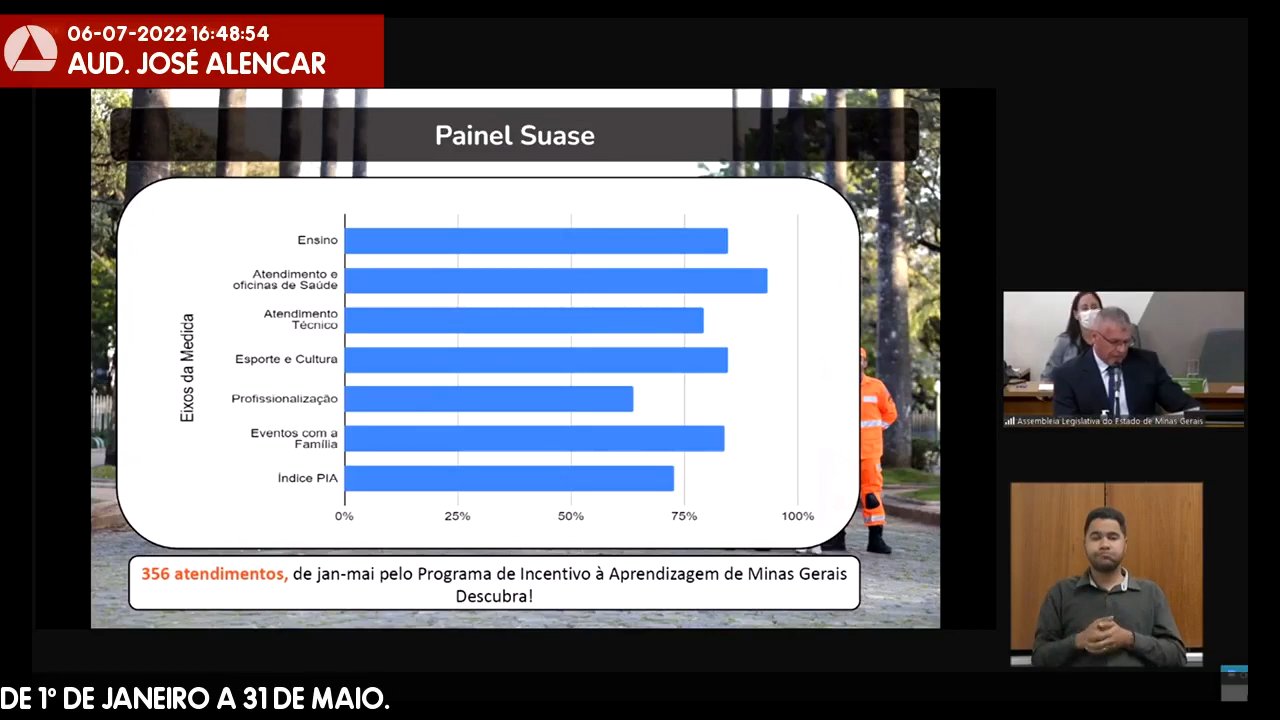 06-07-2022 16:48:54
AUD. JOSÉ ALENCAR
Painel Suase
Eixos da Medida
Ensino
Atendimento e
oficinas de Saúde
Atendimento
Técnico
Esporte e Cultura
Profissionalização
Eventos com a
Família
Índice PIA
0%
25%
50%
75%
100%
356 atendimentos, de jan-mai pelo Programa de Incentivo à Aprendizagem de Minas Gerais
Descubra!
Assembleia Legislativa do Estado de Minas Gerais
DE 1º DE JANEIRO A 31 DE MAIO.